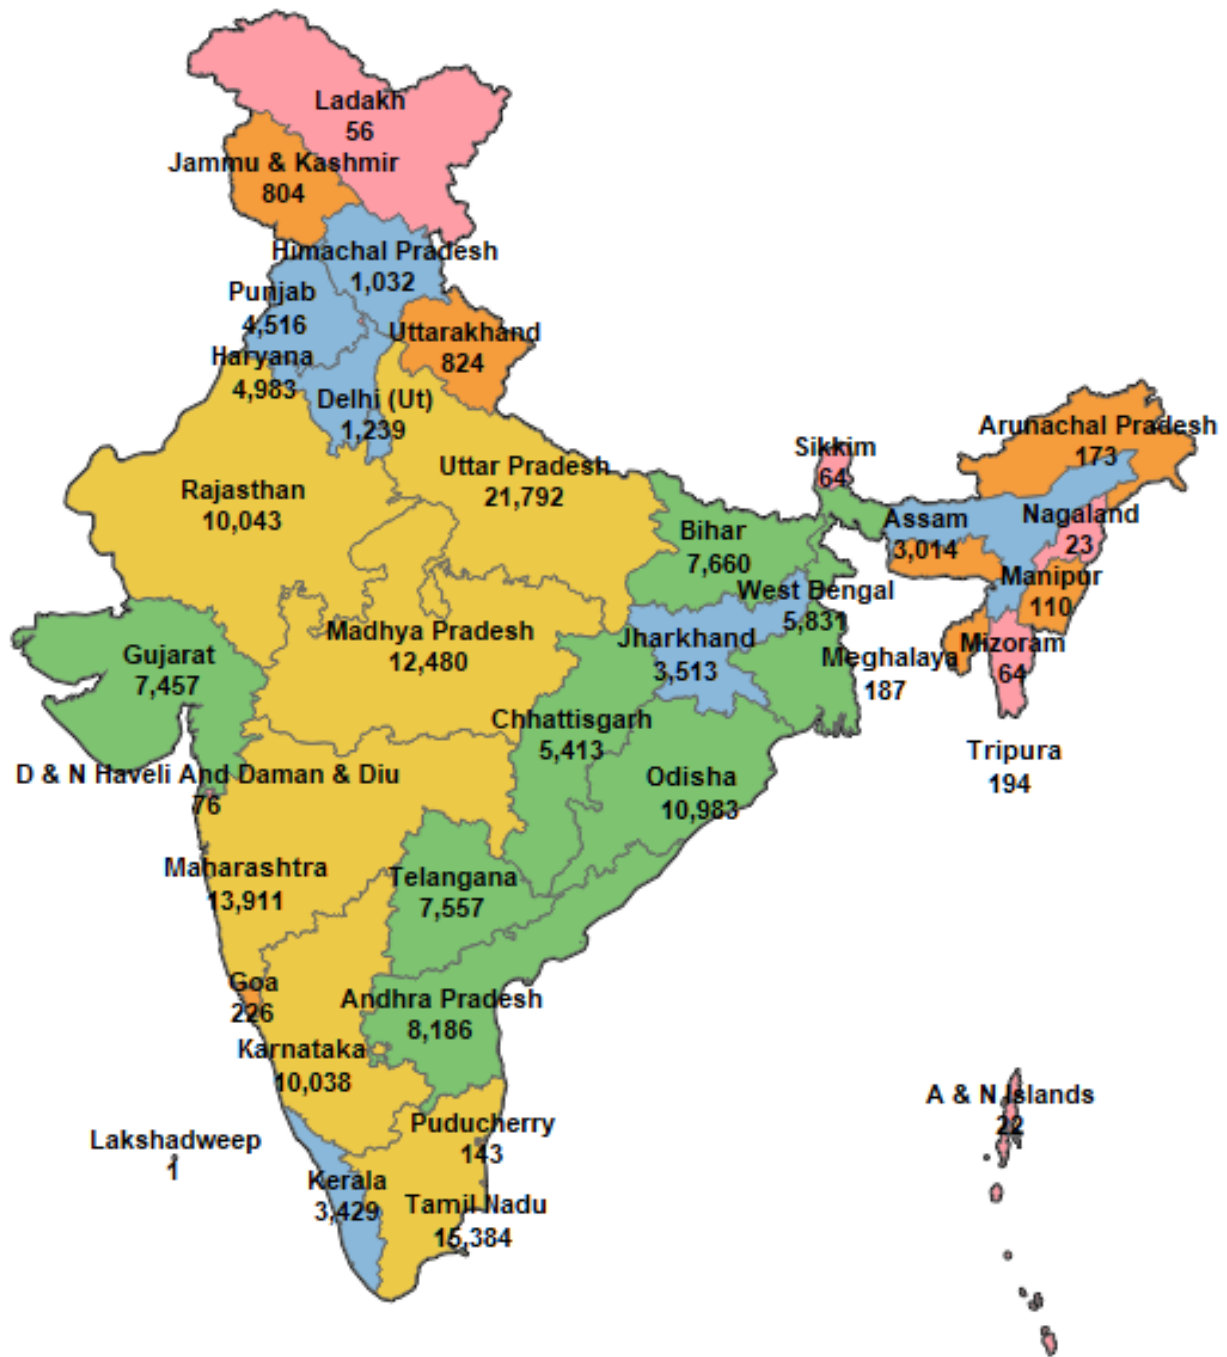 Ladakh
56
Jammu & Kashmir
804
Himachal Pradesh
1,032
Punjab
4,516
Uttarakhand
824
Haryana
4,983
Delhi (Ut)
1,239
Arunachal Pradesh
173
Sikkim
64
Uttar Pradesh
21,792
Rajasthan
10,043
Assam
3,014
Nagaland
23
Bihar
7,660
Manipur
110
West Bengal
5,831
Madhya Pradesh
12,480
Jharkhand
3,513
Mizoram
64
Gujarat
7,457
Meghalaya
187
Chhattisgarh
5,413
Tripura
194
D & N Haveli And Daman & Diu
76
Odisha
10,983
Maharashtra
13,911
Telangana
7,557
Goa
226
Andhra Pradesh
8,186
Karnataka
10,038
A & N Islands
22
Puducherry
143
Lakshadweep
1
Kerala
3,429
Tamil Nadu
15,384